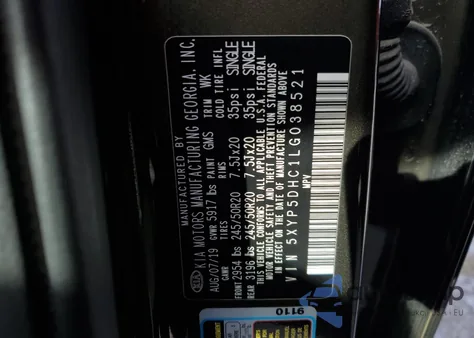 MANUFACTURED BY
KIA MOTORS MANUFACTURING GEORGIA, INC.
AUG/07/19 PAINT GMS TRIM WK
GVWR 5917 lbs
GAWR TIRES RIMS COLD TIRE INFL
FRONT 2954 lbs 245/50R20 7.5Jx20 35psi SINGLE
REAR 3196 lbs 245/50R20 7.5Jx20 35psi SINGLE
THIS VEHICLE CONFORMS TO ALL APPLICABLE U.S.A. FEDERAL
MOTOR VEHICLE SAFETY AND THEFT PREVENTION STANDARDS
IN EFFECT ON THE DATE OF MANUFACTURE SHOWN ABOVE
VIN 5XYP5DHC1LG038521
MPV
KIA
9110